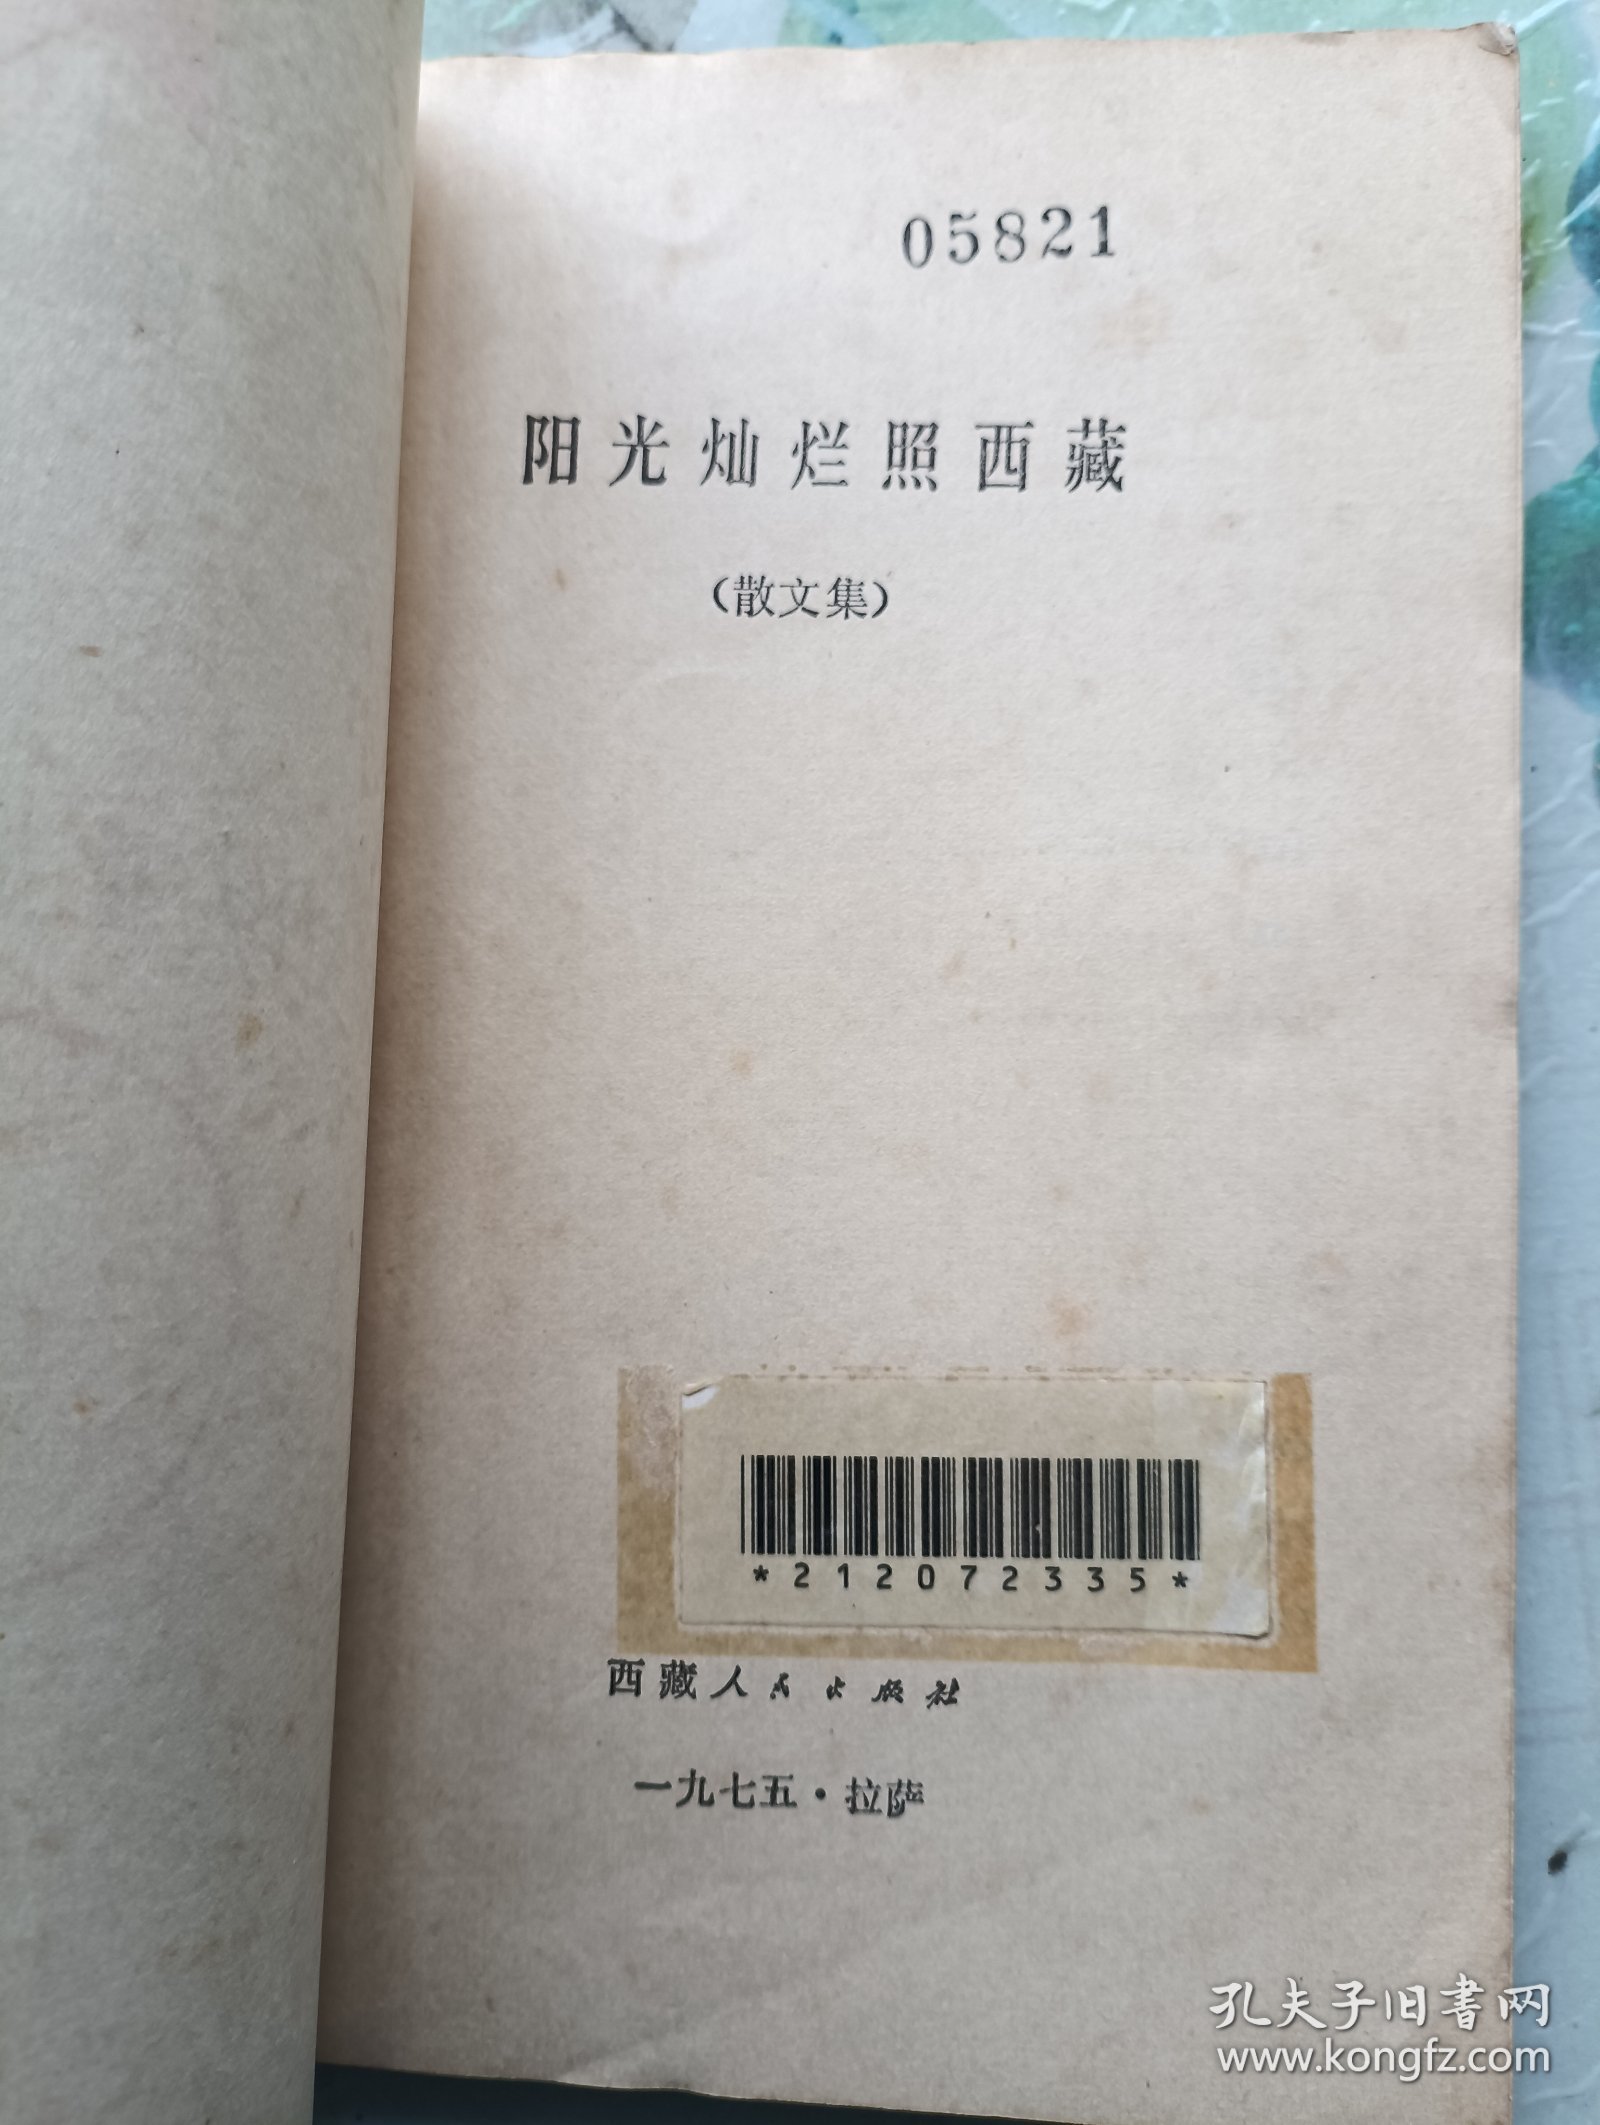 05821
阳光灿烂照西藏
(散文集)
*212072335*
西藏人民出版社
一九七五·拉萨
孔夫子旧書网
www.kongfz.com